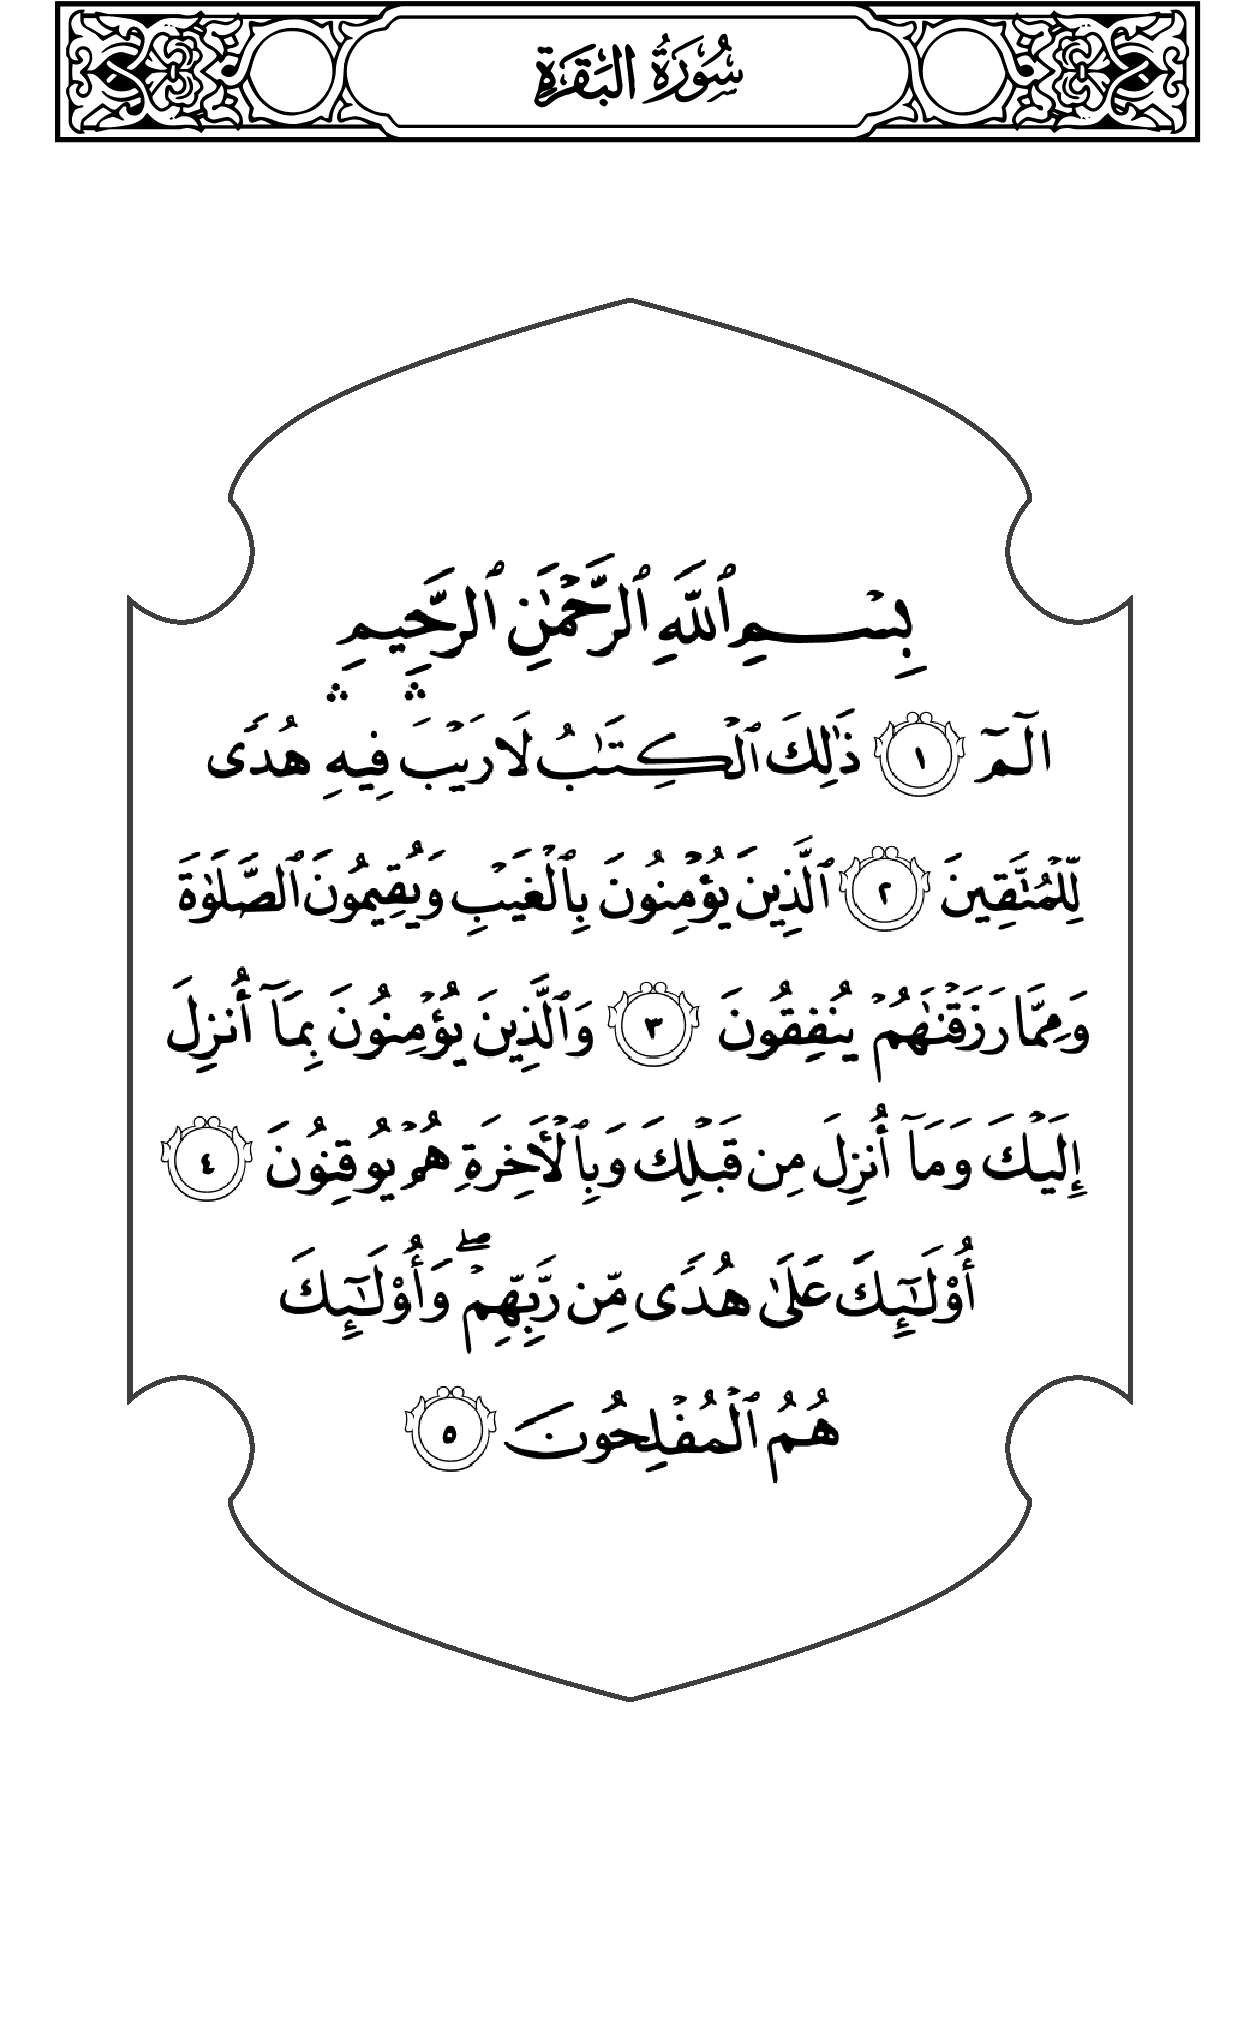 سُورَةُ الْبَقَرَةِ
بِسۡمِ ٱللَّهِ ٱلرَّحۡمَٰنِ ٱلرَّحِيمِ
الٓمٓ ١ ذَٰلِكَ ٱلۡكِتَٰبُ لَا رَيۡبَۛ فِيهِۛ هُدٗى
لِّلۡمُتَّقِينَ ٢ ٱلَّذِينَ يُؤۡمِنُونَ بِٱلۡغَيۡبِ وَيُقِيمُونَ ٱلصَّلَوٰةَ
وَمِمَّا رَزَقۡنَٰهُمۡ يُنفِقُونَ ٣ وَٱلَّذِينَ يُؤۡمِنُونَ بِمَآ أُنزِلَ
إِلَيۡكَ وَمَآ أُنزِلَ مِن قَبۡلِكَ وَبِٱلۡأٓخِرَةِ هُمۡ يُوقِنُونَ ٤
أُوْلَٰٓئِكَ عَلَىٰ هُدٗى مِّن رَّبِّهِمۡۖ وَأُوْلَٰٓئِكَ
هُمُ ٱلۡمُفۡلِحُونَ ٥